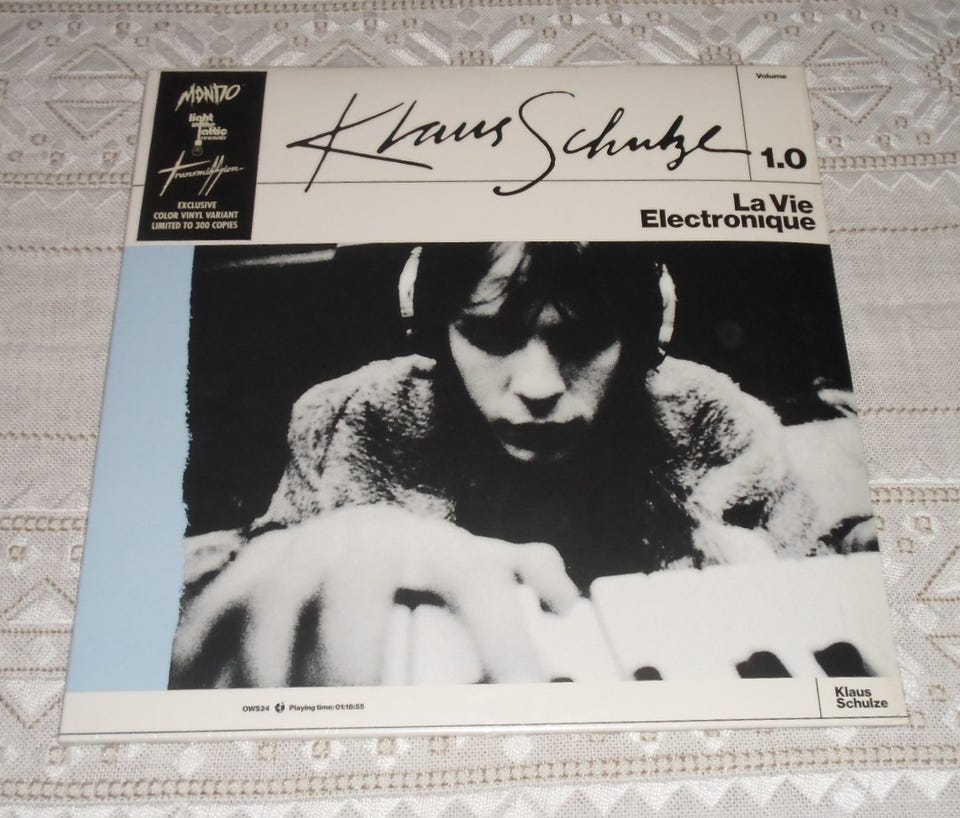 MONDO
light
in the
attic
records
Transmission
EXCLUSIVE
COLOR VINYL VARIANT
LIMITED TO 300 COPIES
Klaus Schulze
Volume
1.0
La Vie
Electronique
OWS24 Playing time: 01:18:55
Klaus
Schulze